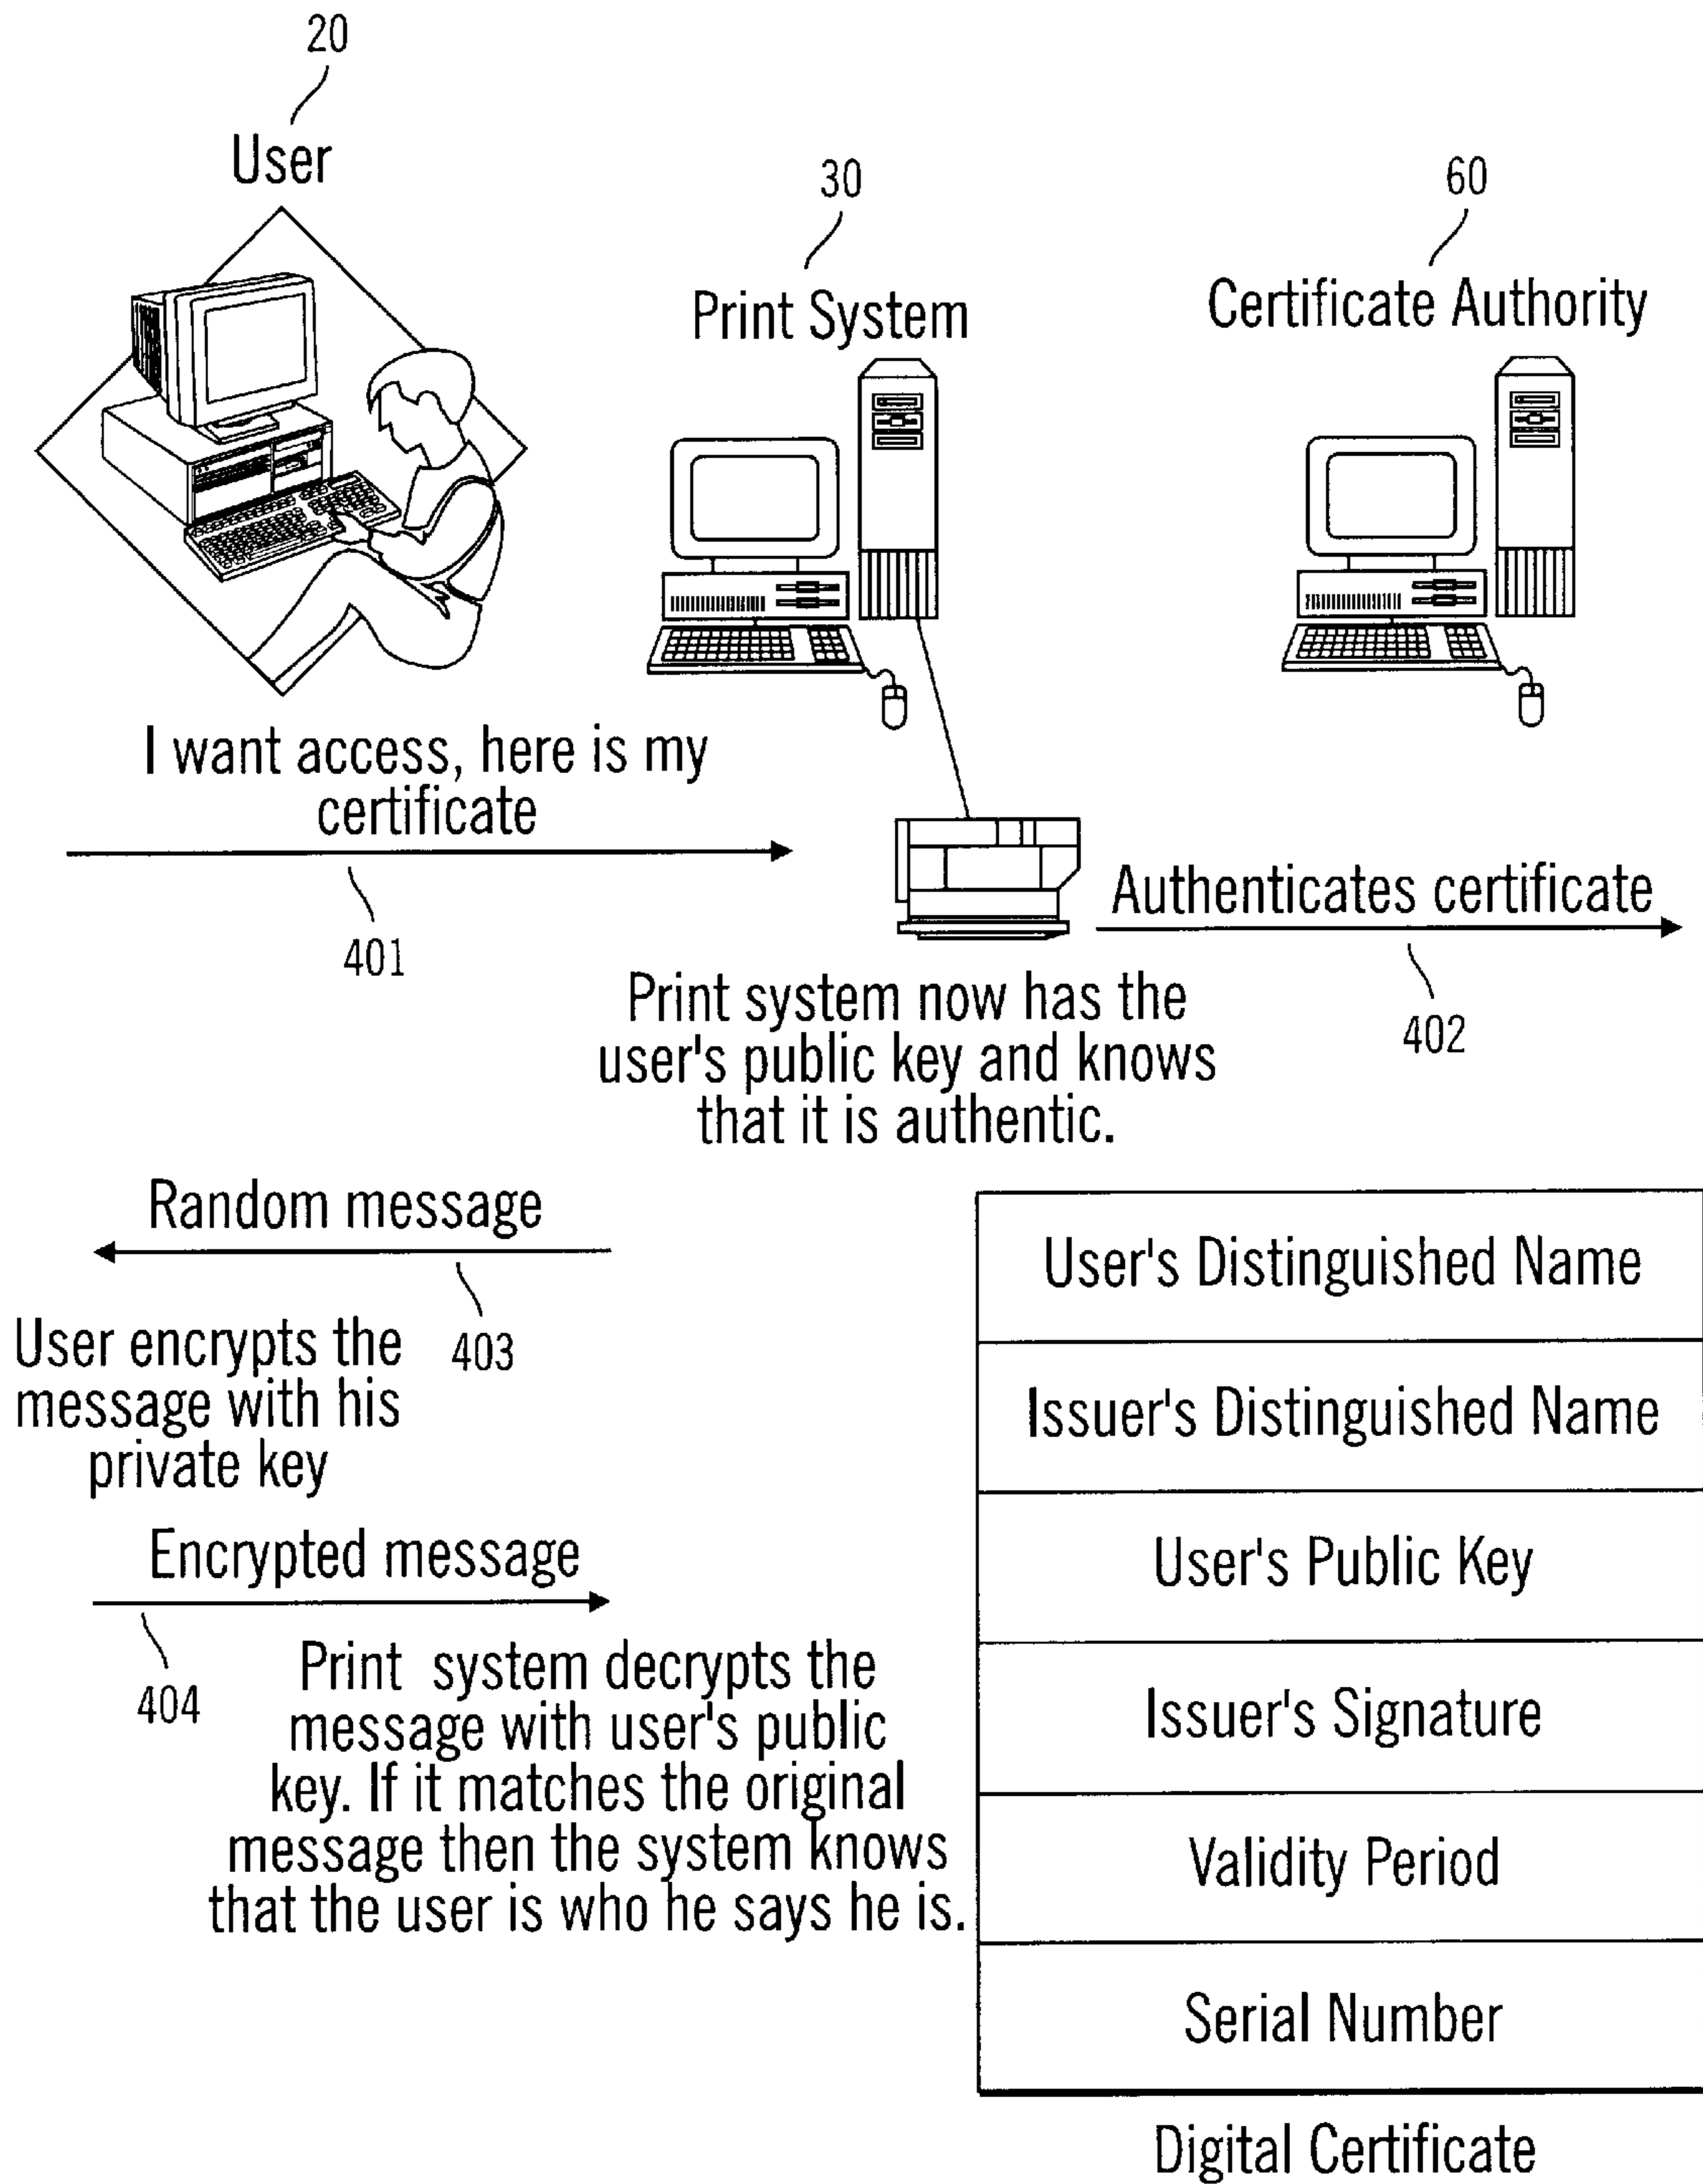 20
User
30
Print System
60
Certificate Authority
I want access, here is my
certificate
401
Authenticates certificate
402
Print system now has the
user's public key and knows
that it is authentic.
Random message
403
User encrypts the
message with his
private key
Encrypted message
404
Print system decrypts the
message with user's public
key. If it matches the original
message then the system knows
that the user is who he says he is.
User's Distinguished Name
Issuer's Distinguished Name
User's Public Key
Issuer's Signature
Validity Period
Serial Number
Digital Certificate